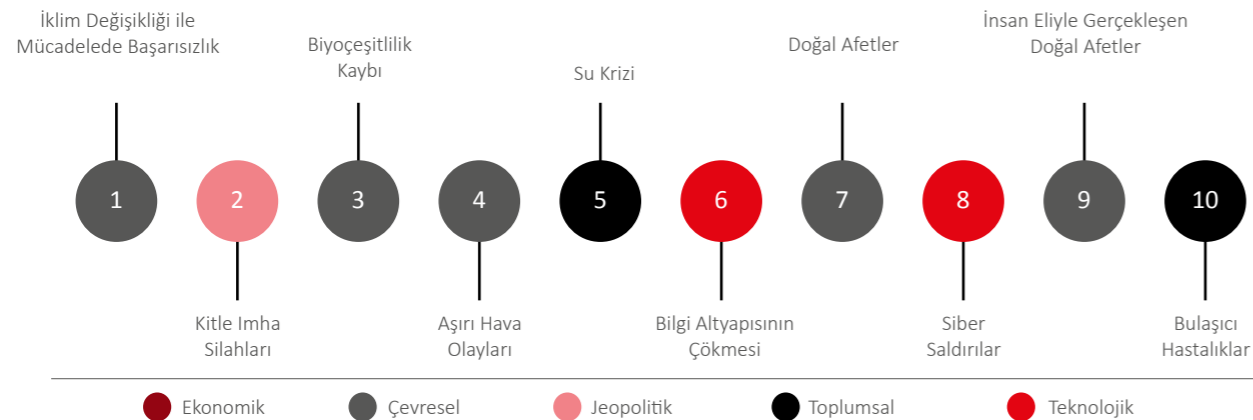 İklim Değişikliği ile
Mücadelede Başarısızlık
Biyoçeşitlilik
Kaybı
Su Krizi
Doğal Afetler
İnsan Eliyle Gerçekleşen
Doğal Afetler
1
2
3
4
5
6
7
8
9
10
Kitle Imha
Silahları
Aşırı Hava
Olayları
Bilgi Altyapısının
Çökmesi
Siber
Saldırılar
Bulaşıcı
Hastalıklar
Ekonomik
Çevresel
Jeopolitik
Toplumsal
Teknolojik